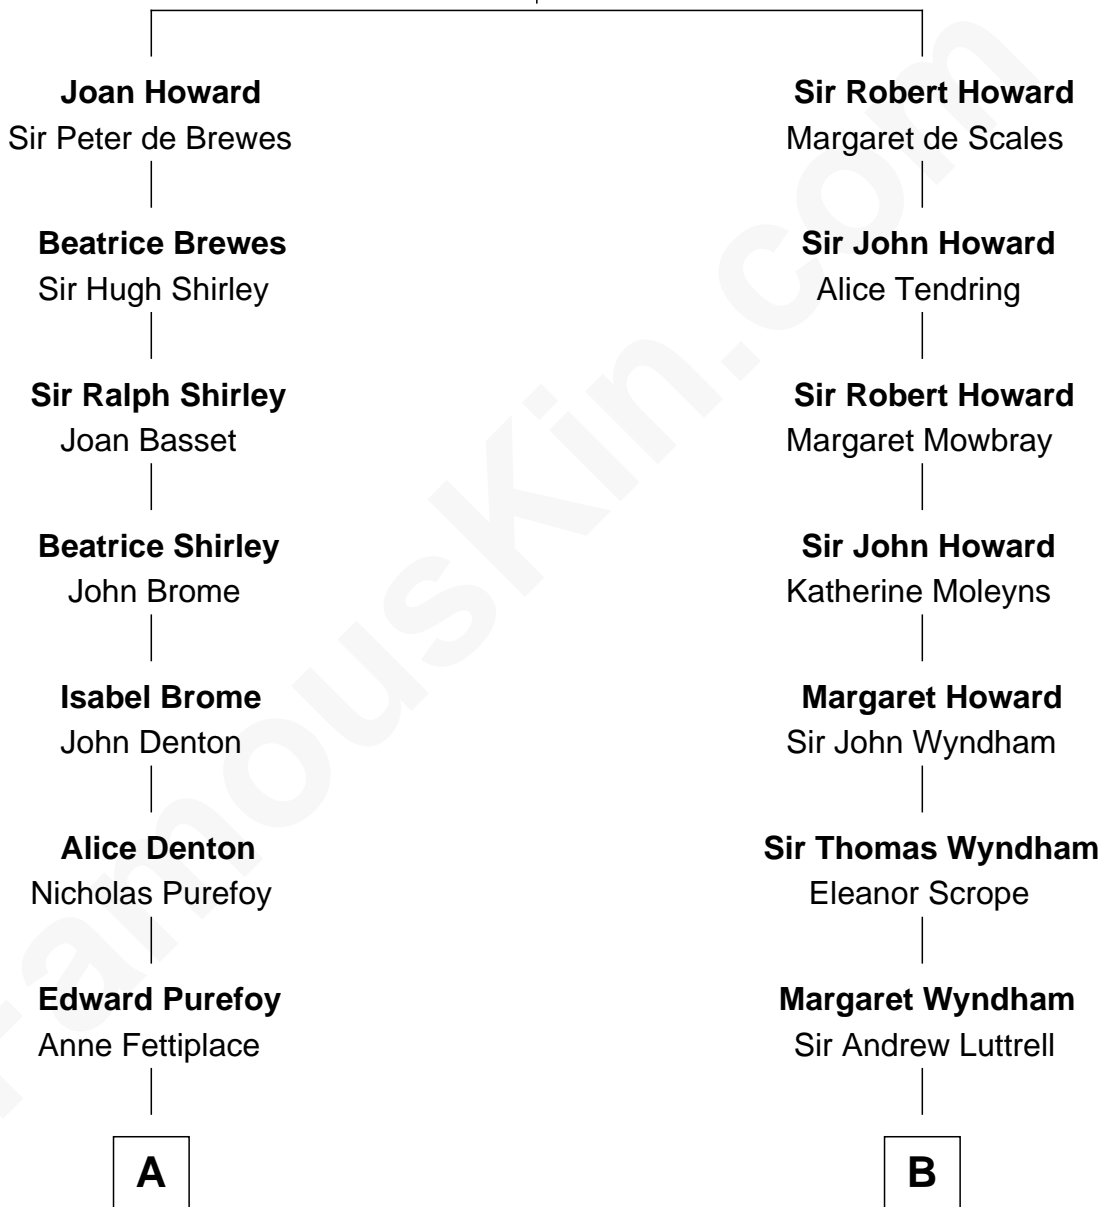 Joan Howard
Sir Peter de Brewes
Beatrice Brewes
Sir Hugh Shirley
Sir Ralph Shirley
Joan Basset
Beatrice Shirley
John Brome
Isabel Brome
John Denton
Alice Denton
Nicholas Purefoy
Edward Purefoy
Anne Fettiplace
A
Sir Robert Howard
Margaret de Scales
Sir John Howard
Alice Tendring
Sir Robert Howard
Margaret Mowbray
Sir John Howard
Katherine Moleyns
Margaret Howard
Sir John Wyndham
Sir Thomas Wyndham
Eleanor Scrope
Margaret Wyndham
Sir Andrew Luttrell
B
FamousKin.com